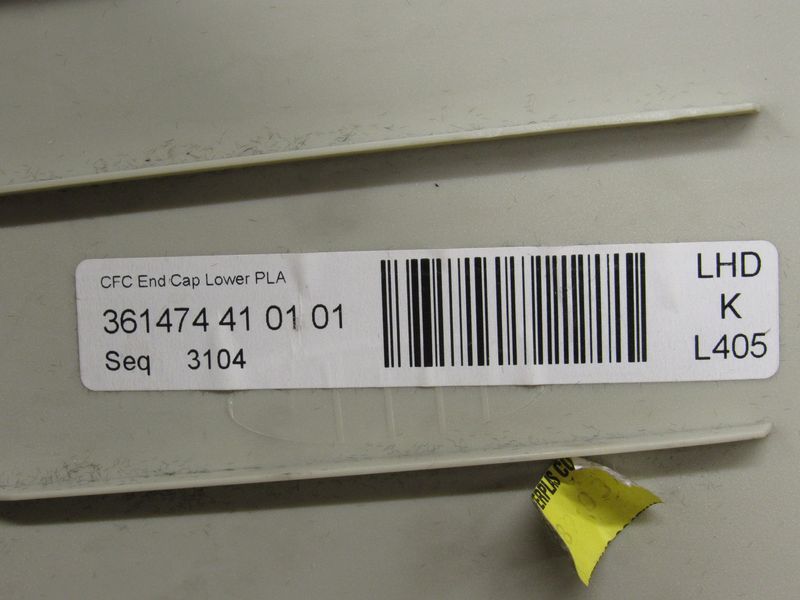 CFC End Cap Lower PLA
361474 41 01 01
Seq 3104
LHD
K
L405